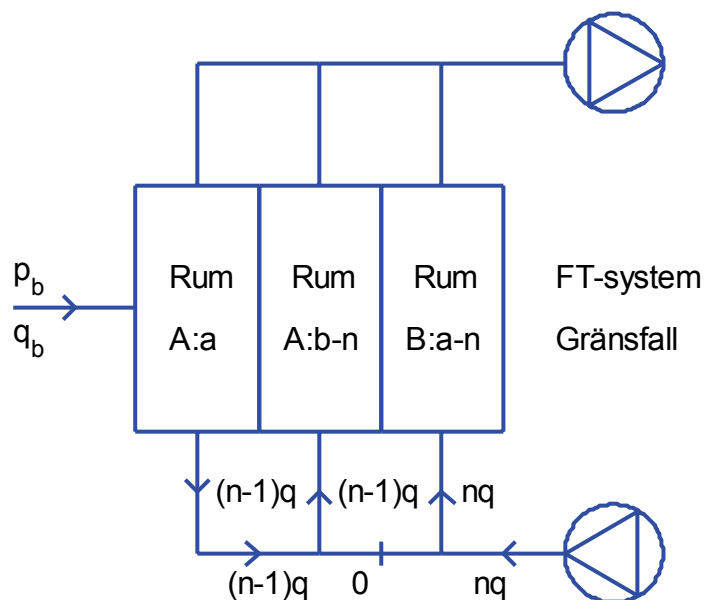 p_b
q_b
Rum
A:a
Rum
A:b-n
Rum
B:a-n
FT-system
Gränsfall
(n-1)q
(n-1)q
nq
(n-1)q
0
nq